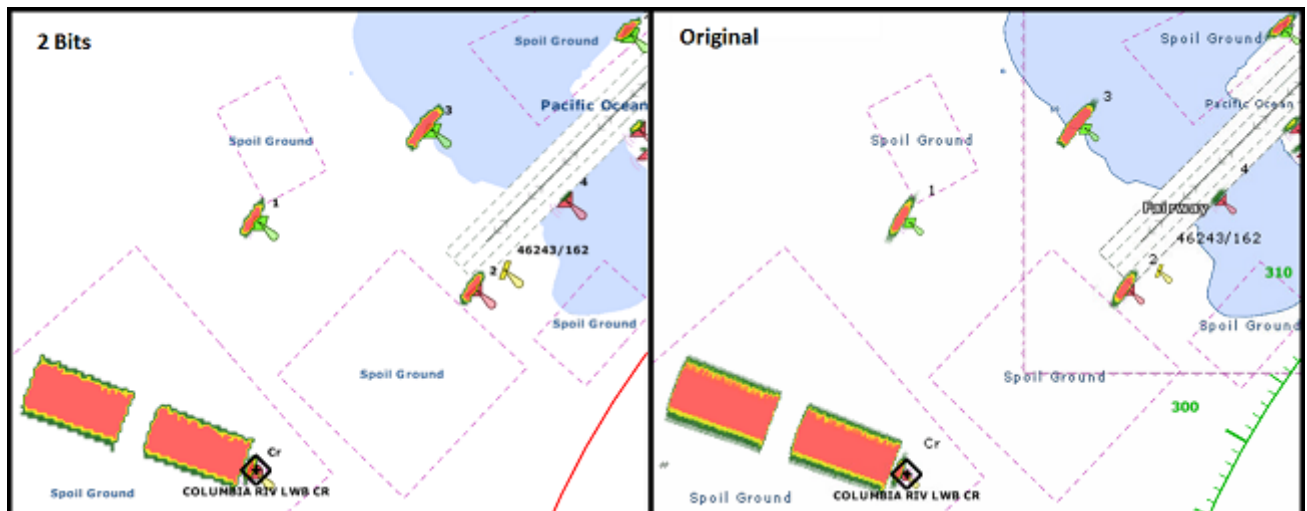 2 Bits
Spoil Ground
Pacific Ocean
3
Spoil Ground
4
1
46243/162
2
Spoil Ground
Spoil Ground
Cr
COLUMBIA RIV LWB CR
Spoil Ground
Original
Spoil Ground
3
Pacific Ocean
Spoil Ground
4
1
Fairway
46243/162
2
310
Spoil Ground
Spoil Ground
300
Cr
COLUMBIA RIV LWB CR
Spoil Ground